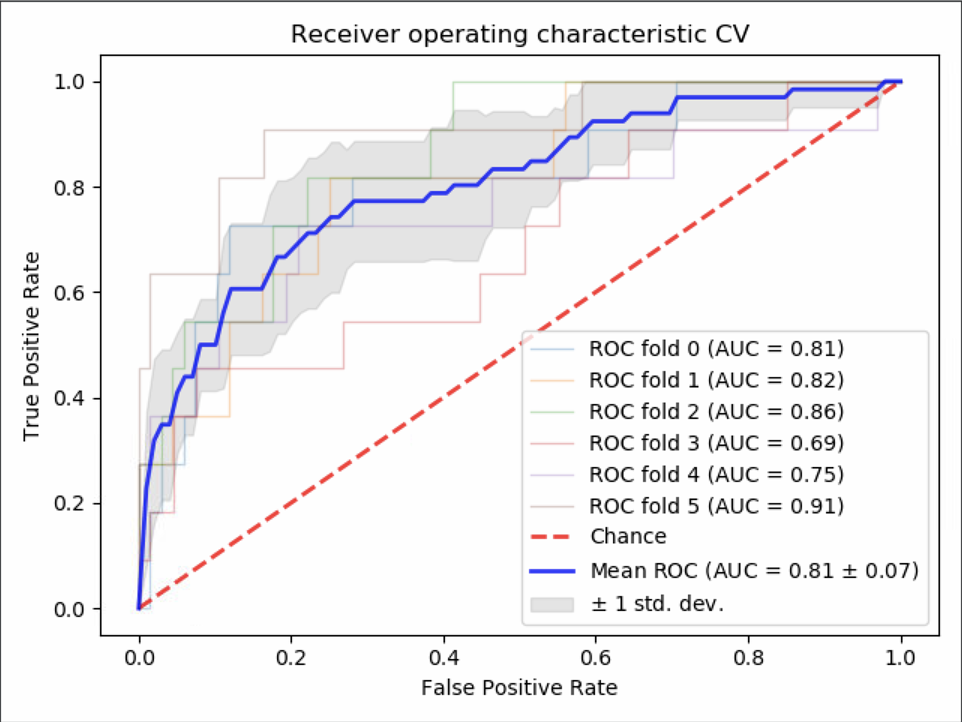 Receiver operating characteristic CV
1.0
0.8
0.6
0.4
0.2
0.0
True Positive Rate
ROC fold 0 (AUC = 0.81)
ROC fold 1 (AUC = 0.82)
ROC fold 2 (AUC = 0.86)
ROC fold 3 (AUC = 0.69)
ROC fold 4 (AUC = 0.75)
ROC fold 5 (AUC = 0.91)
Chance
Mean ROC (AUC = 0.81 ± 0.07)
± 1 std. dev.
0.0 0.2 0.4 0.6 0.8 1.0
False Positive Rate